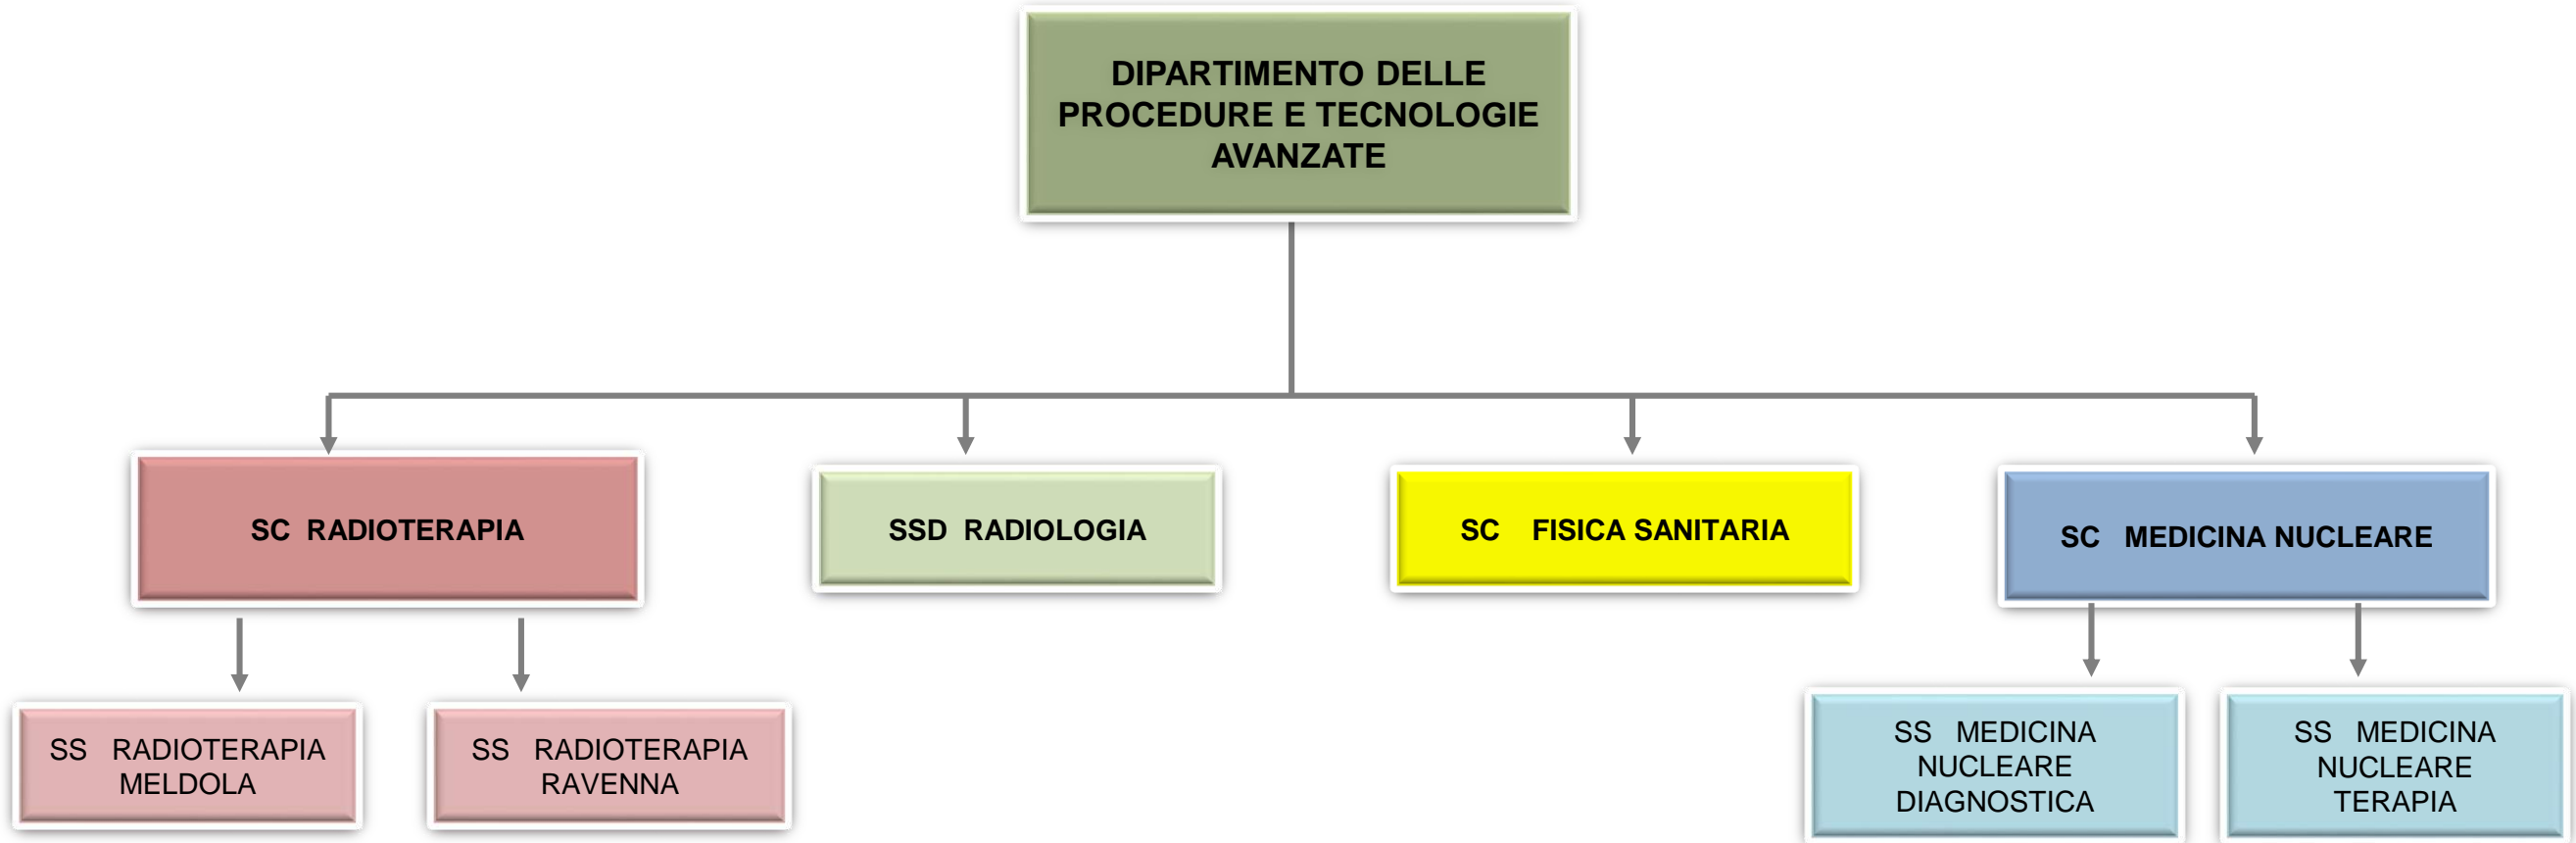 DIPARTIMENTO DELLE
PROCEDURE E TECNOLOGIE
AVANZATE
SC RADIOTERAPIA
SSD RADIOLOGIA
SC FISICA SANITARIA
SC MEDICINA NUCLEARE
SS RADIOTERAPIA
MELDOLA
SS RADIOTERAPIA
RAVENNA
SS MEDICINA
NUCLEARE
DIAGNOSTICA
SS MEDICINA
NUCLEARE
TERAPIA